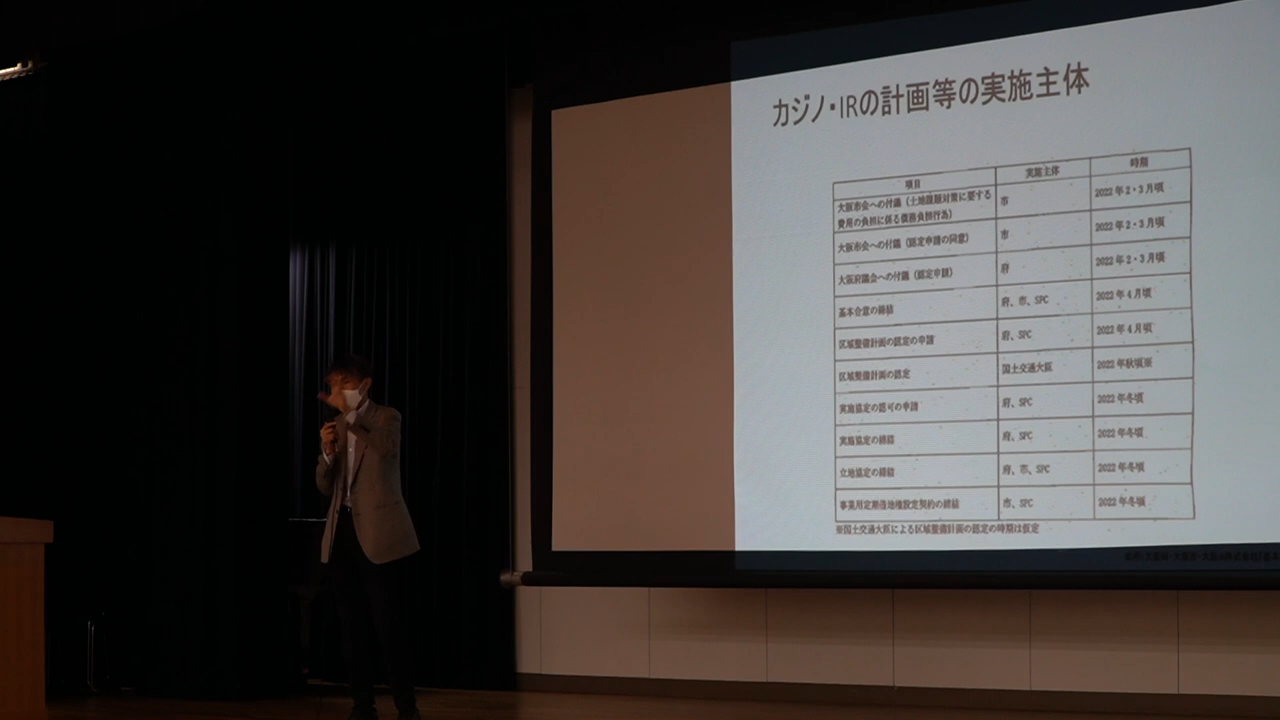 カジノ・IRの計画等の実施主体
項目 実施主体 時期
大阪市会への付議（土地課題対策に要する
費用の負担に係る債務負担行為） 市 2022年2・3月頃
大阪市会への付議（認定申請の同意） 市 2022年2・3月頃
大阪府議会への付議（認定申請） 府 2022年2・3月頃
基本合意の締結 府、市、SPC 2022年4月頃
区域整備計画の認定の申請 府、SPC 2022年4月頃
区域整備計画の認定 国土交通大阪 2022年秋頃※
実施協定の認可の申請 府、SPC 2022年冬頃
実施協定の締結 府、SPC 2022年冬頃
立地協定の締結 府、市、SPC 2022年冬頃
事業用定期借地権設定契約の締結 市、SPC 2022年冬頃
※国土交通大阪による区域整備計画の認定の時期は仮定